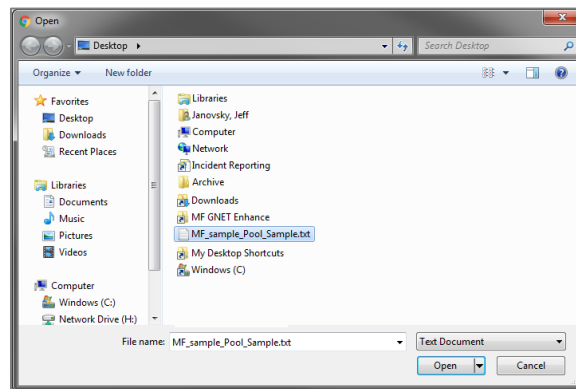 Open
Desktop
Search Desktop
Organize New folder
Favorites
Desktop
Downloads
Recent Places
Libraries
Documents
Music
Pictures
Videos
Computer
Windows (C:)
Network Drive (H:)
Libraries
Janovsky, Jeff
Computer
Network
Incident Reporting
Archive
Downloads
MF GNET Enhance
MF_sample_Pool_Sample.txt
My Desktop Shortcuts
Windows (C)
File name: MF_sample_Pool_Sample.txt Text Document
Open Cancel